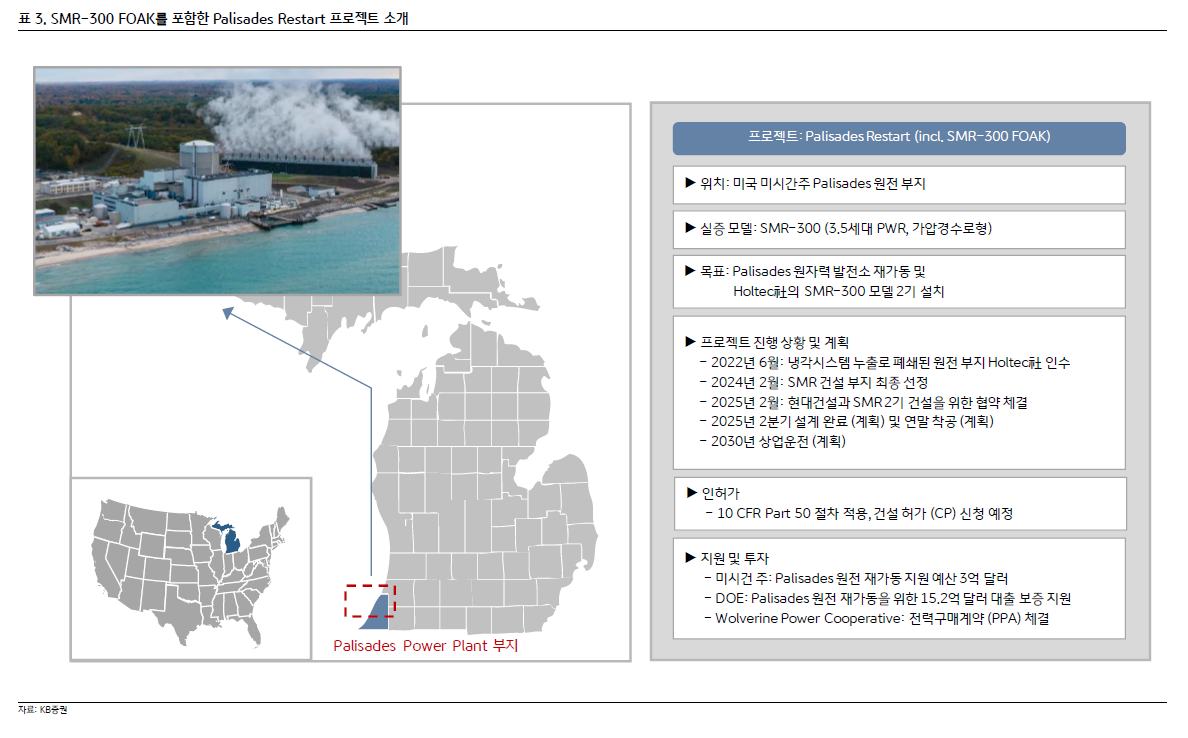 표 3. SMR-300 FOAK를 포함한 Palisades Restart 프로젝트 소개
Palisades Power Plant 부지
프로젝트: Palisades Restart (incl. SMR-300 FOAK)
▶ 위치: 미국 미시간주 Palisades 원전 부지
▶ 실증 모델: SMR-300 (3.5세대 PWR, 가압경수로형)
▶ 목표: Palisades 원자력 발전소 재가동 및
Holtec社의 SMR-300 모델 2기 설치
▶ 프로젝트 진행 상황 및 계획
- 2022년 6월: 냉각시스템 누출로 폐쇄된 원전 부지 Holtec社 인수
- 2024년 2월: SMR 건설 부지 최종 선정
- 2025년 2월: 현대건설과 SMR 2기 건설을 위한 협약 체결
- 2025년 2분기 설계 완료 (계획) 및 연말 착공 (계획)
- 2030년 상업운전 (계획)
▶ 인허가
- 10 CFR Part 50 절차 적용, 건설 허가 (CP) 신청 예정
▶ 지원 및 투자
- 미시건 주: Palisades 원전 재가동 지원 예산 3억 달러
- DOE: Palisades 원전 재가동을 위한 15.2억 달러 대출 보증 지원
- Wolverine Power Cooperative: 전력구매계약 (PPA) 체결
자료: KB증권